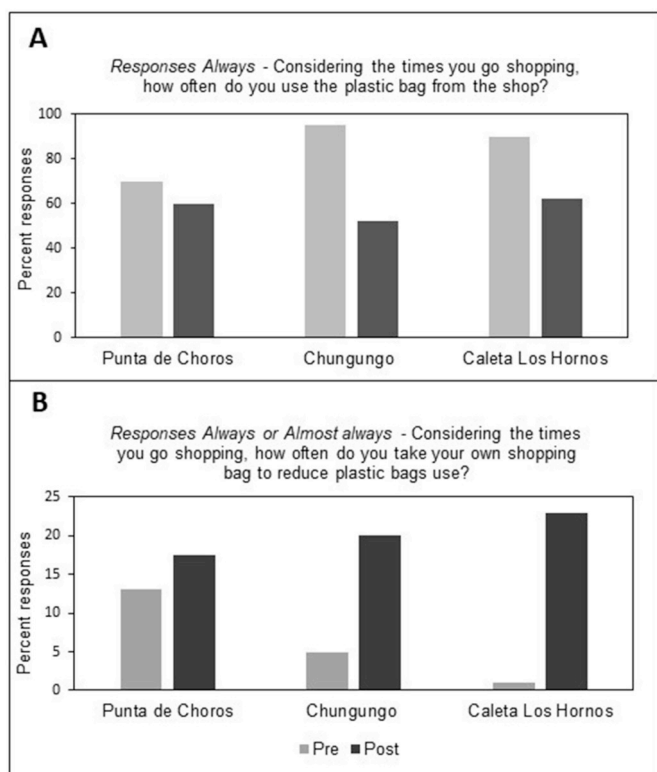 A
Responses Always - Considering the times you go shopping,
how often do you use the plastic bag from the shop?
100
80
60
40
20
0
Percent responses
Punta de Choros Chungungo Caleta Los Hornos
B
Responses Always or Almost always - Considering the times
you go shopping, how often do you take your own shopping
bag to reduce plastic bags use?
25
20
15
10
5
0
Percent responses
Punta de Choros Chungungo Caleta Los Hornos
Pre Post